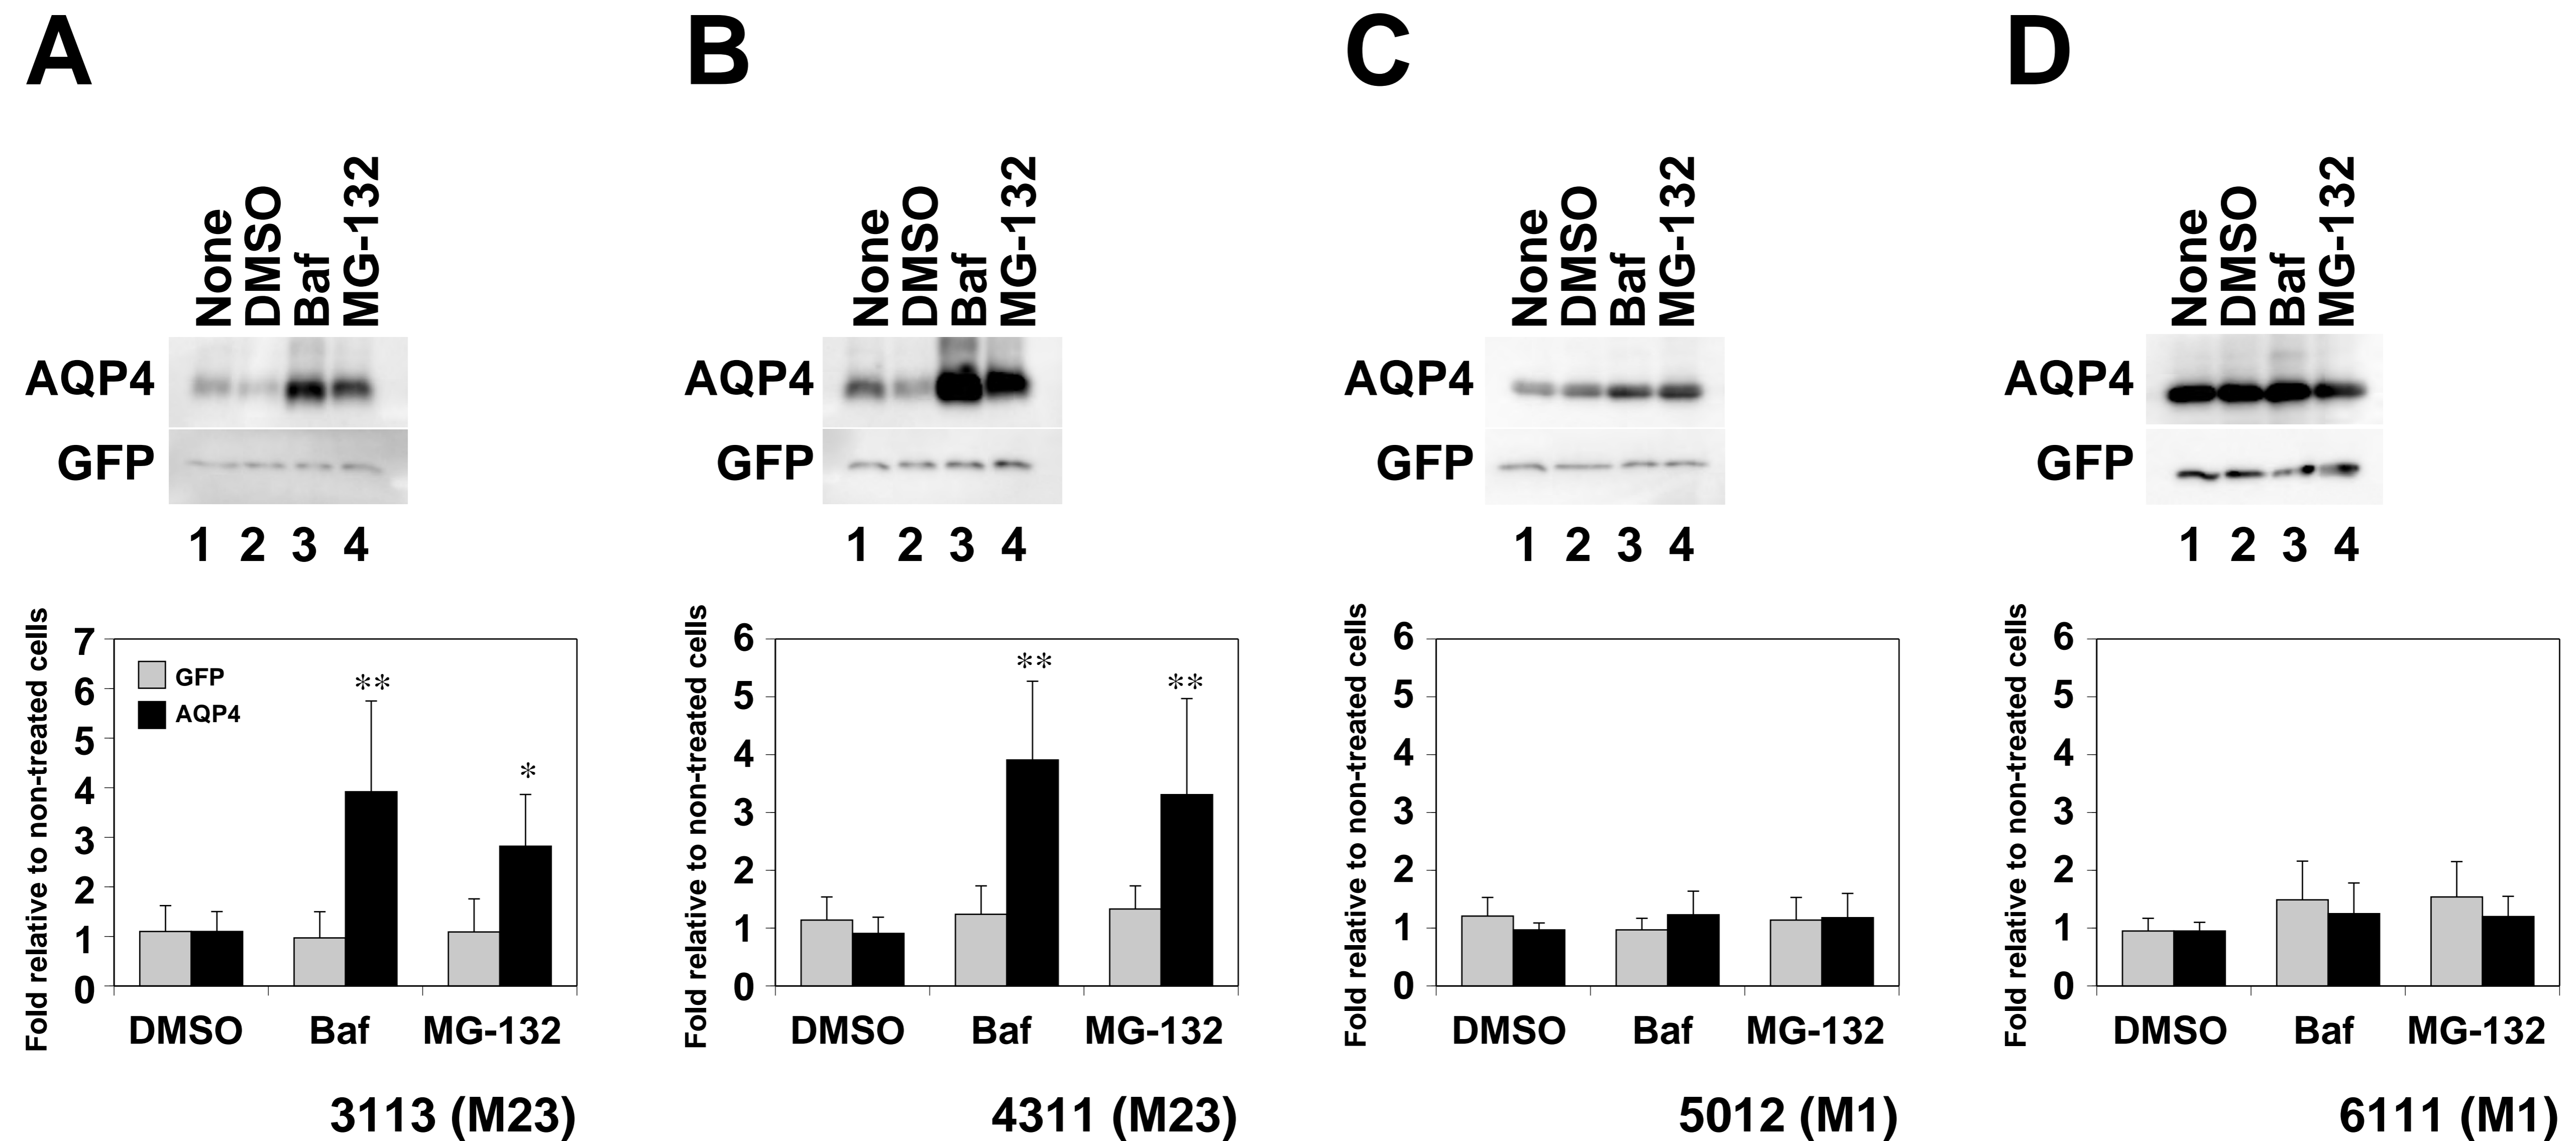 A
None
DMSO
Baf
MG-132
AQP4
GFP
1 2 3 4
Fold relative to non-treated cells
7
6
5
4
3
2
1
0
GFP
AQP4
**
*
DMSO Baf MG-132
3113 (M23)
B
None
DMSO
Baf
MG-132
AQP4
GFP
1 2 3 4
Fold relative to non-treated cells
6
5
4
3
2
1
0
**
**
DMSO Baf MG-132
4311 (M23)
C
None
DMSO
Baf
MG-132
AQP4
GFP
1 2 3 4
Fold relative to non-treated cells
6
5
4
3
2
1
0
DMSO Baf MG-132
5012 (M1)
D
None
DMSO
Baf
MG-132
AQP4
GFP
1 2 3 4
Fold relative to non-treated cells
6
5
4
3
2
1
0
DMSO Baf MG-132
6111 (M1)